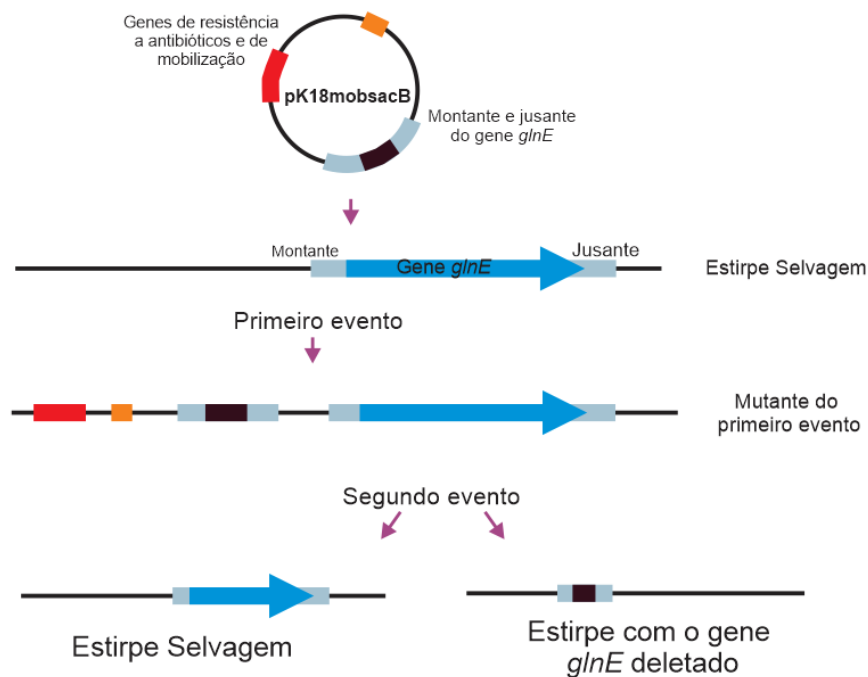 Genes de resistência
a antibióticos e de
mobilização
pK18mobsacB
Montante e jusante
do gene glnE
Montante
Gene glnE
Jusante
Estirpe Selvagem
Primeiro evento
Mutante do
primeiro evento
Segundo evento
Estirpe Selvagem
Estirpe com o gene
glnE deletado